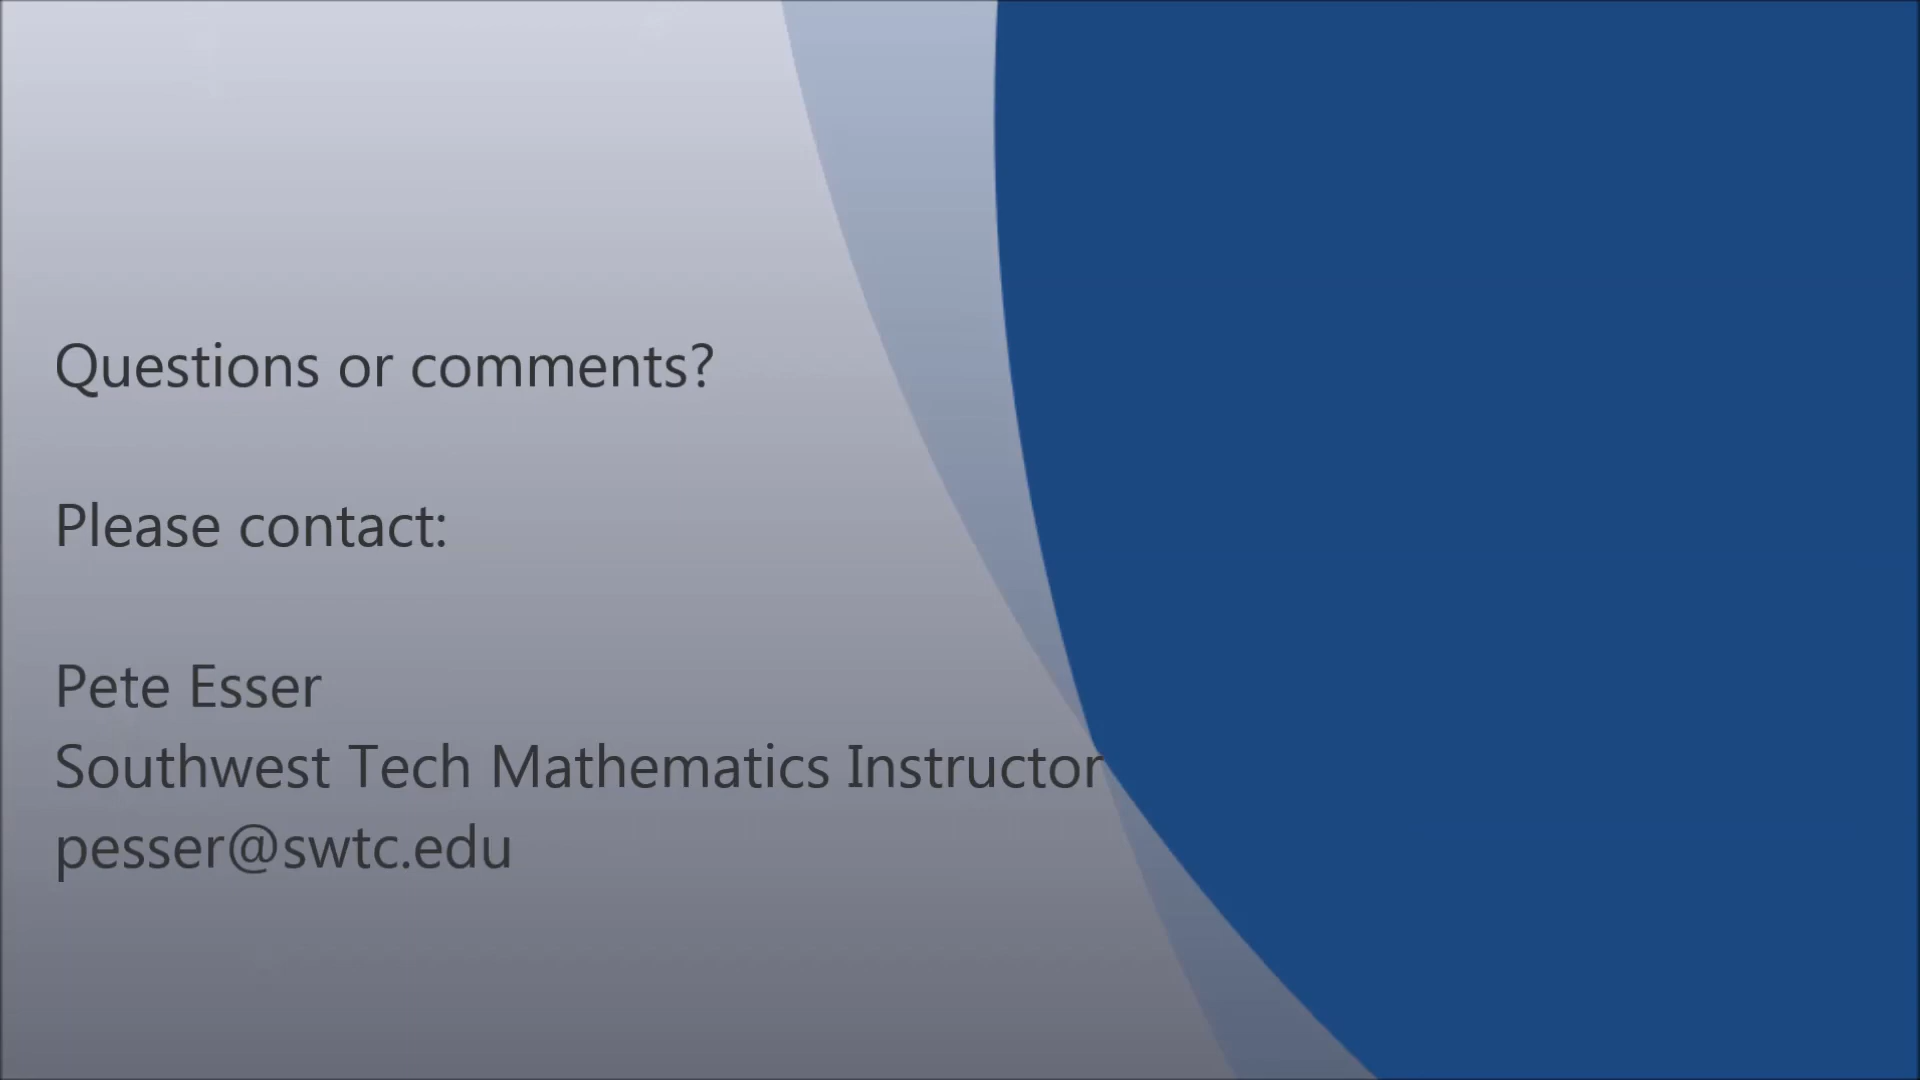 Questions or comments?
Please contact:
Pete Esser
Southwest Tech Mathematics Instructor
pesser@swtc.edu